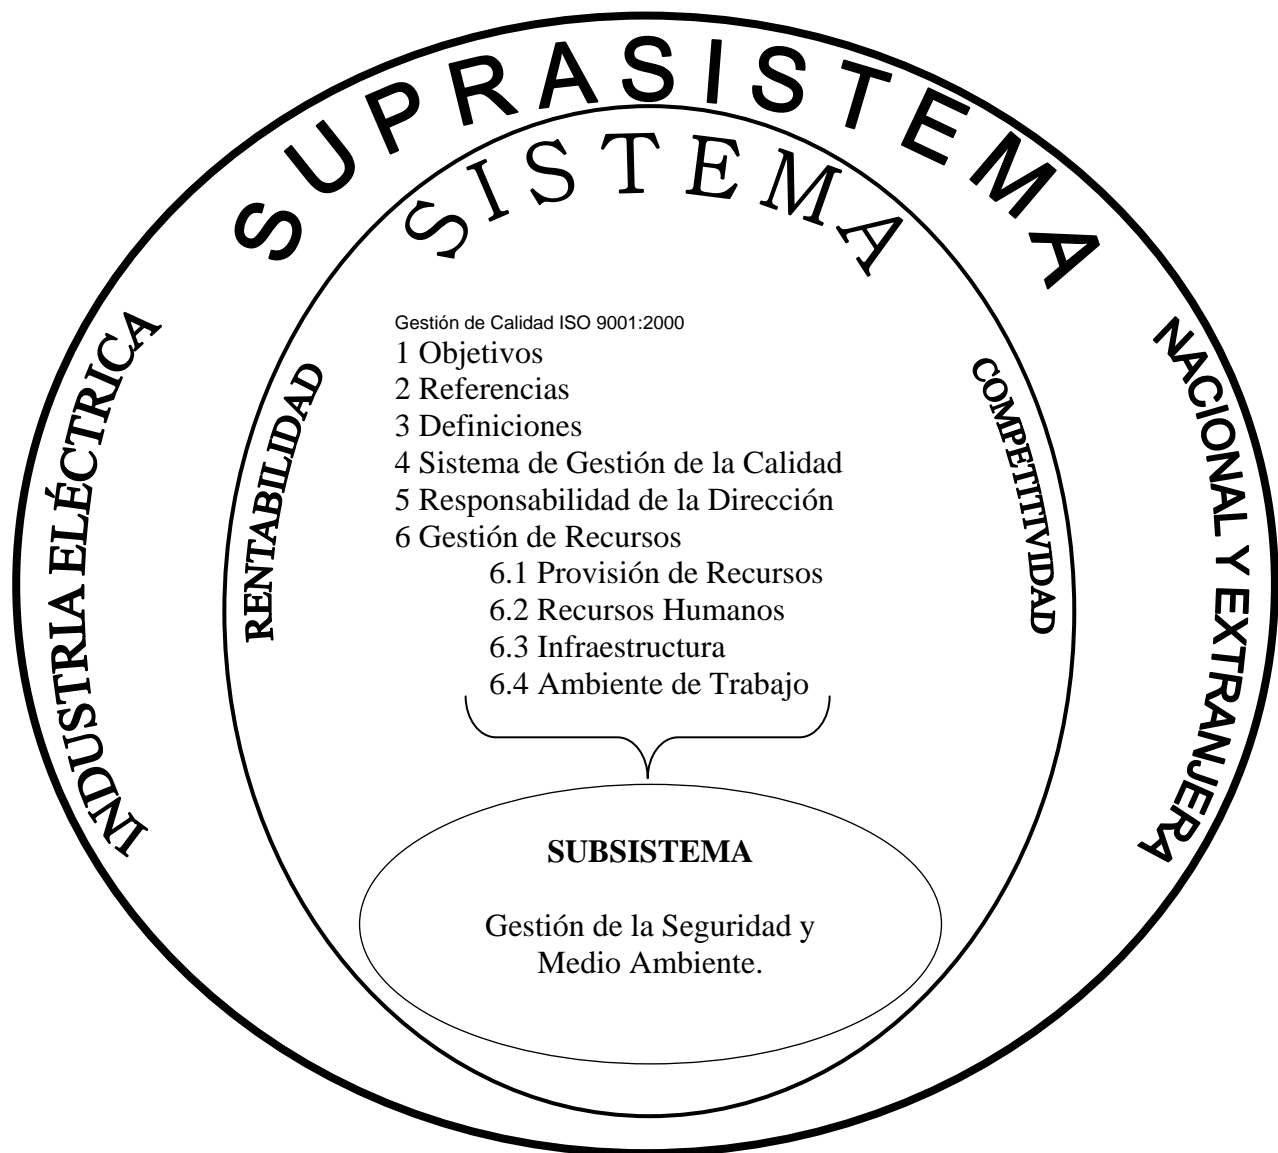 SUPRASISTEMA
SISTEMA
INDUSTRIA ELÉCTRICA
RENTABILIDAD
COMPETITIVIDAD
NACIONAL Y EXTRANJERA
Gestión de Calidad ISO 9001:2000
1 Objetivos
2 Referencias
3 Definiciones
4 Sistema de Gestión de la Calidad
5 Responsabilidad de la Dirección
6 Gestión de Recursos
6.1 Provisión de Recursos
6.2 Recursos Humanos
6.3 Infraestructura
6.4 Ambiente de Trabajo
SUBSISTEMA
Gestión de la Seguridad y
Medio Ambiente.